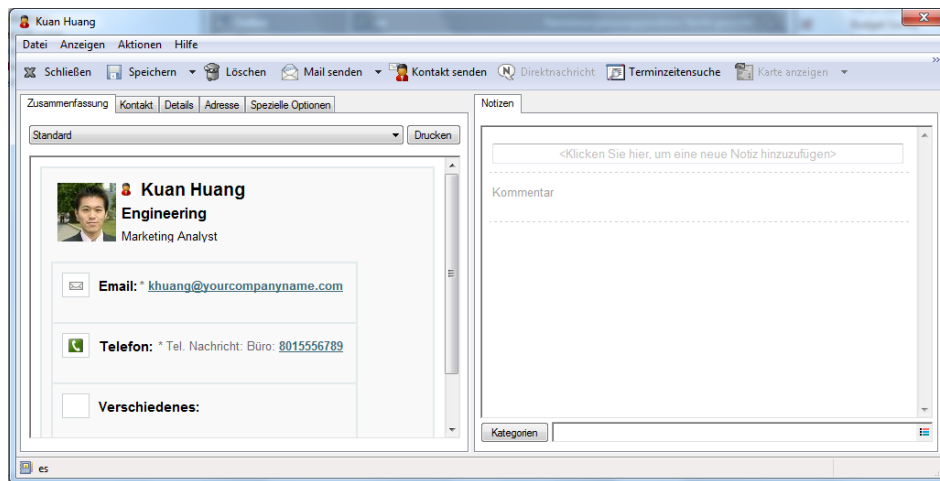 Kuan Huang
Datei Anzeigen Aktionen Hilfe
Schließen Speichern Löschen Mail senden Kontakt senden Direktnachricht Terminzeitensuche Karte anzeigen »
Zusammenfassung Kontakt Details Adresse Spezielle Optionen
Notizen
Standard Drucken
<Klicken Sie hier, um eine neue Notiz hinzuzufügen>
Kommentar
Kuan Huang
Engineering
Marketing Analyst
Email: * khuang@yourcompanyname.com
Telefon: * Tel. Nachricht: Büro: 8015556789
Verschiedenes:
Kategorien
es